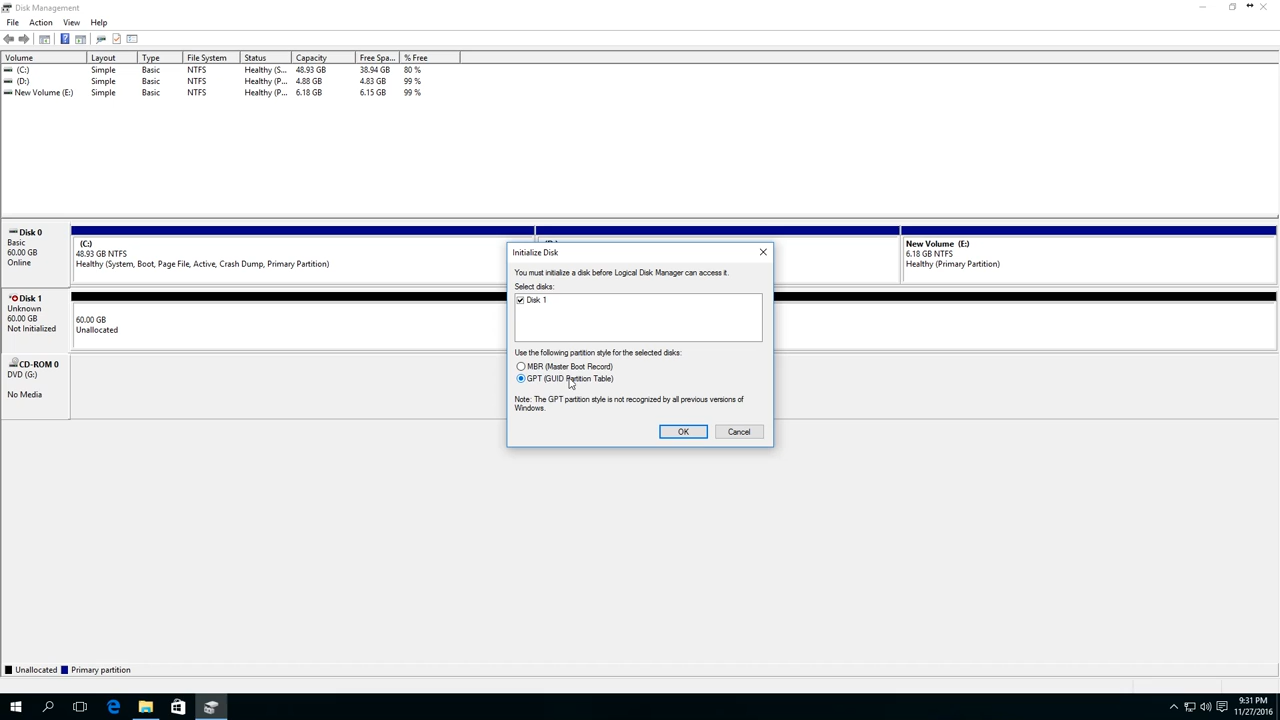 Disk Management
File Action View Help
Volume Layout Type File System Status Capacity Free Spa... % Free
(C:) Simple Basic NTFS Healthy (S... 48.93 GB 38.94 GB 80 %
(D:) Simple Basic NTFS Healthy (P... 4.88 GB 4.83 GB 99 %
New Volume (E:) Simple Basic NTFS Healthy (P... 6.18 GB 6.15 GB 99 %
Disk 0
Basic
60.00 GB
Online
(C:)
48.93 GB NTFS
Healthy (System, Boot, Page File, Active, Crash Dump, Primary Partition)
New Volume (E:)
6.18 GB NTFS
Healthy (Primary Partition)
Disk 1
Unknown
60.00 GB
Not Initialized
60.00 GB
Unallocated
CD-ROM 0
DVD (G:)
No Media
Initialize Disk
You must initialize a disk before Logical Disk Manager can access it.
Select disks:
Disk 1
Use the following partition style for the selected disks:
MBR (Master Boot Record)
GPT (GUID Partition Table)
Note: The GPT partition style is not recognized by all previous versions of
Windows.
OK Cancel
Unallocated Primary partition
9:31 PM
11/27/2016